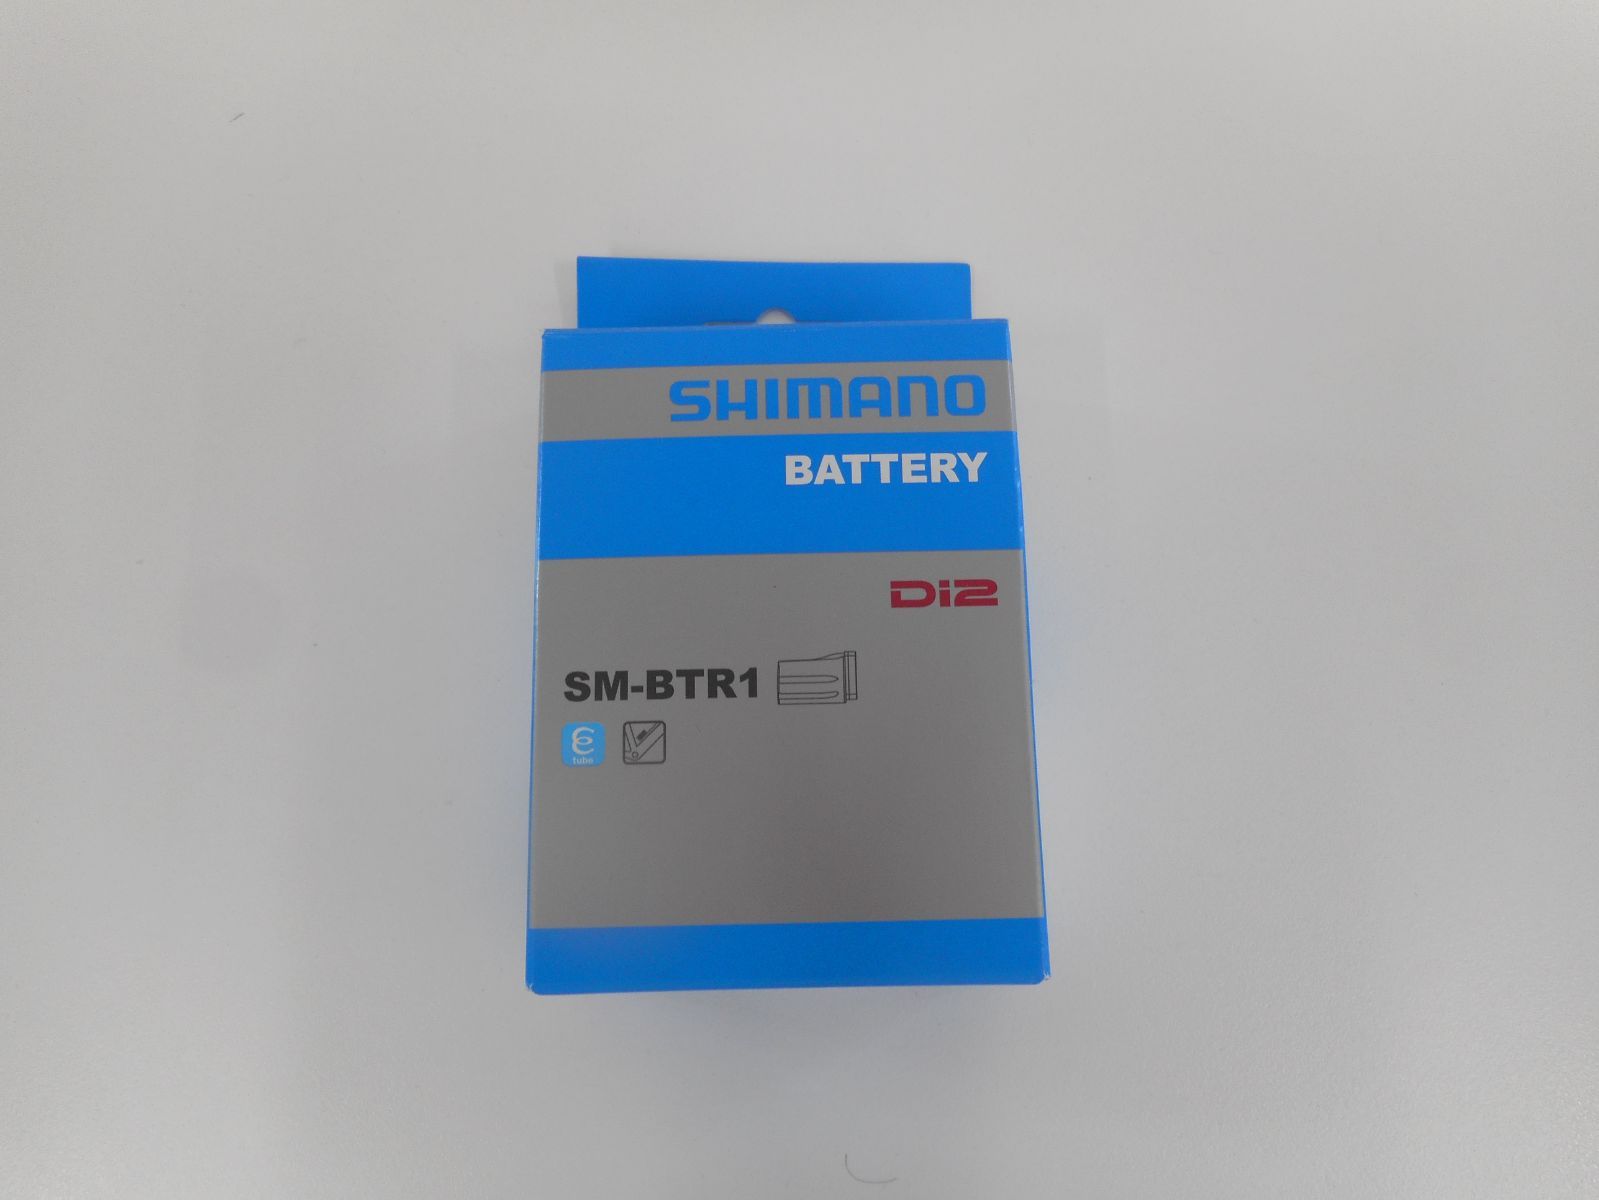 SHIMANO
BATTERY
Di2
SM-BTR1
tube